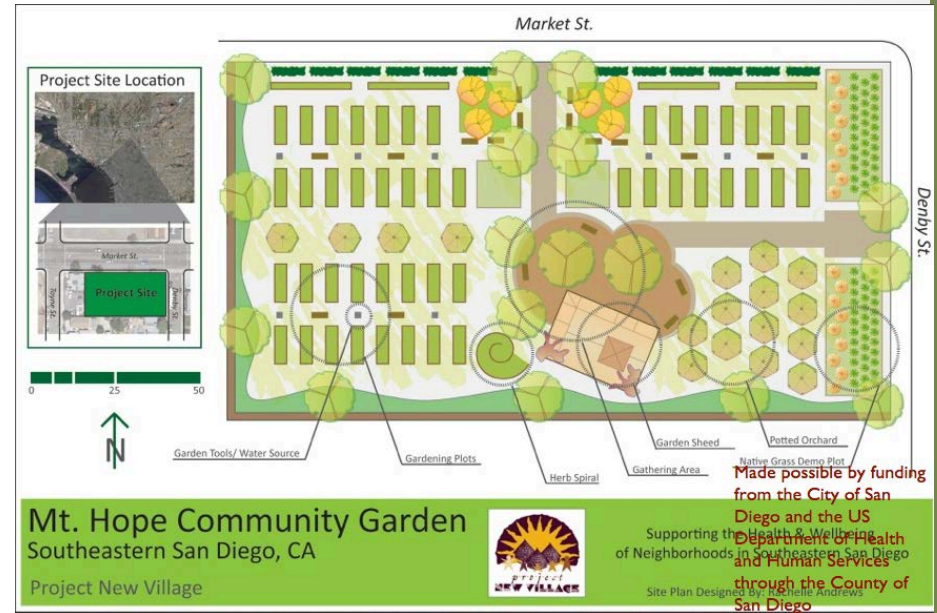 Market St.
Project Site Location
Market St.
Project Site
Toyne St.
Denby St.
0 25 50
N
Denby St.
Garden Tools/ Water Source
Gardening Plots
Herb Spiral
Gathering Area
Garden Shed
Potted Orchard
Native Grass Demo Plot
Mt. Hope Community Garden
Southeastern San Diego, CA
Project New Village
project
NEW VILLAGE
Supporting the Health & Wellbeing
of Neighborhoods in Southeastern San Diego
Site Plan Designed By: Rachelle Andrews
Made possible by funding
from the City of San
Diego and the US
Department of Health
and Human Services
through the County of
San Diego